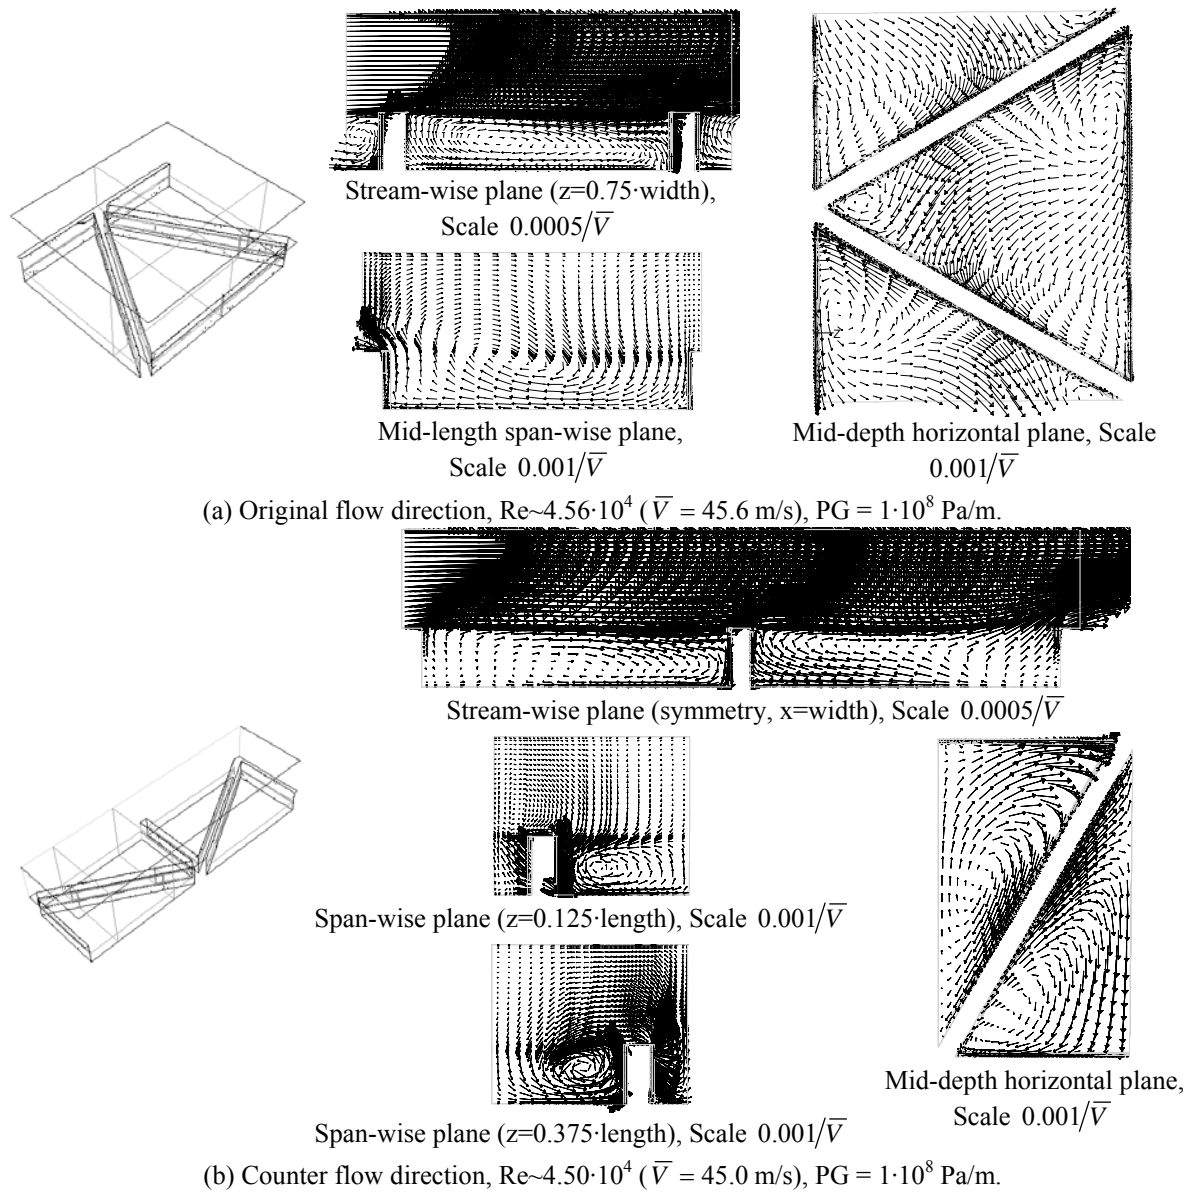 Stream-wise plane (z=0.75·width),
Scale 0.0005/V̅
Mid-length span-wise plane,
Scale 0.001/V̅
z
Mid-depth horizontal plane, Scale
0.001/V̅
(a) Original flow direction, Re~4.56·10⁴ (V̅ = 45.6 m/s), PG = 1·10⁸ Pa/m.
Stream-wise plane (symmetry, x=width), Scale 0.0005/V̅
Span-wise plane (z=0.125·length), Scale 0.001/V̅
Span-wise plane (z=0.375·length), Scale 0.001/V̅
Mid-depth horizontal plane,
Scale 0.001/V̅
(b) Counter flow direction, Re~4.50·10⁴ (V̅ = 45.0 m/s), PG = 1·10⁸ Pa/m.